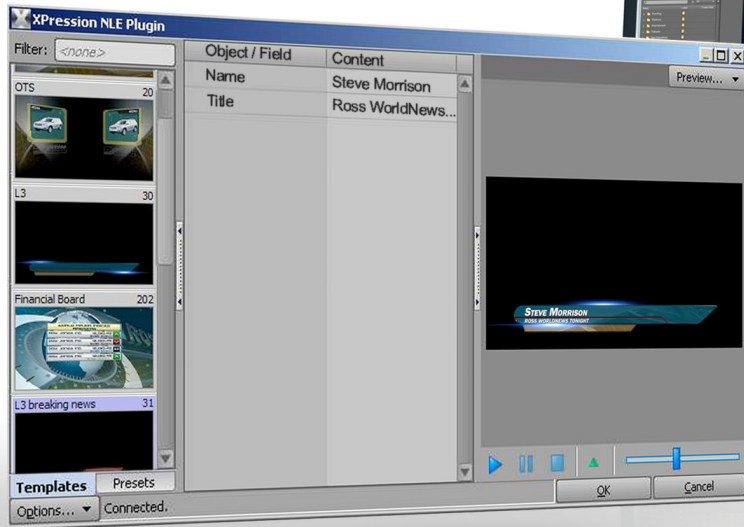 XPression NLE Plugin
Filter: <none>
Object / Field Content
Preview...
OTS 20
Name Steve Morrison
Title Ross WorldNews...
L3 30
STEVE MORRISON
ROSS WORLDNEWS TONIGHT
Financial Board 202
L3 breaking news 31
Templates Presets
OK Cancel
Options... Connected.